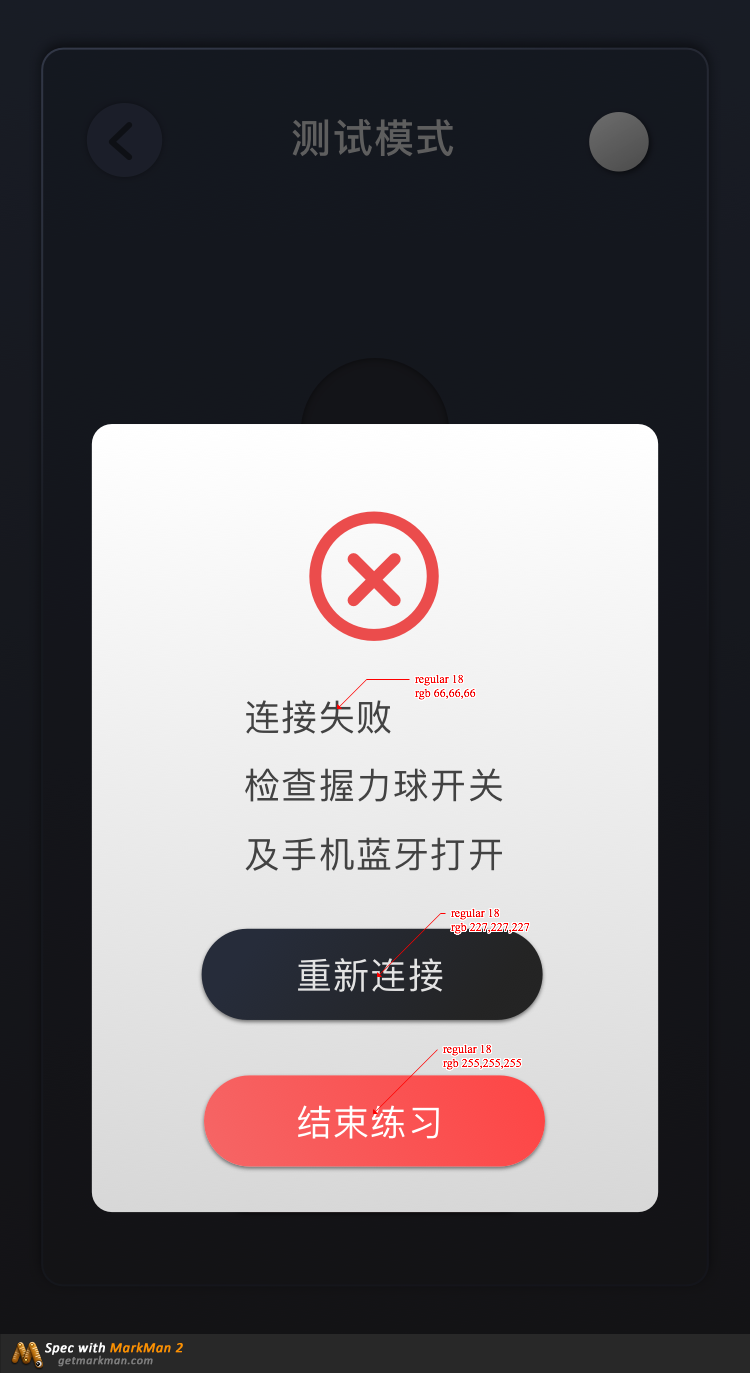 测试模式
regular 18
rgb 66,66,66
连接失败
检查握力球开关
及手机蓝牙打开
regular 18
rgb 227,227,227
重新连接
regular 18
rgb 255,255,255
结束练习
Spec with MarkMan 2
getmarkman.com